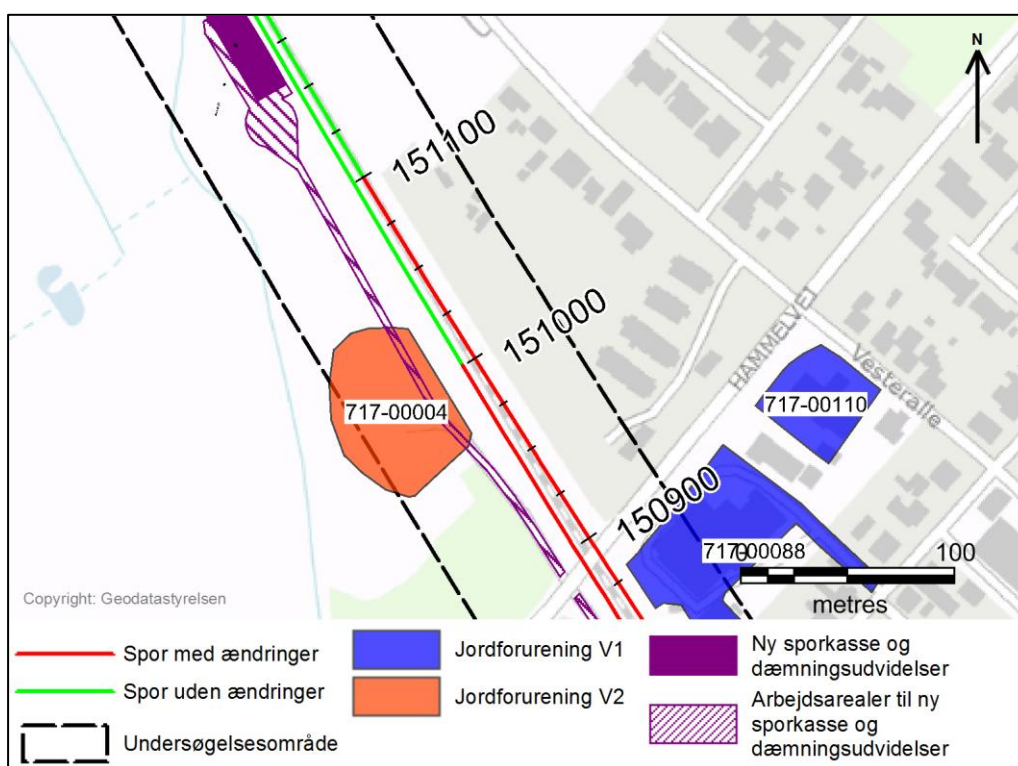 N
151100
151000
HAMMELVEJ
Vesterallé
717-00110
717-00004
150900
717-00088
0
100
metres
Copyright: Geodatastyrelsen
Spor med ændringer
Spor uden ændringer
Undersøgelsesområde
Jordforurening V1
Jordforurening V2
Ny sporkasse og
dæmningsudvidelser
Arbejdsarealer til ny
sporkasse og
dæmningsudvidelser